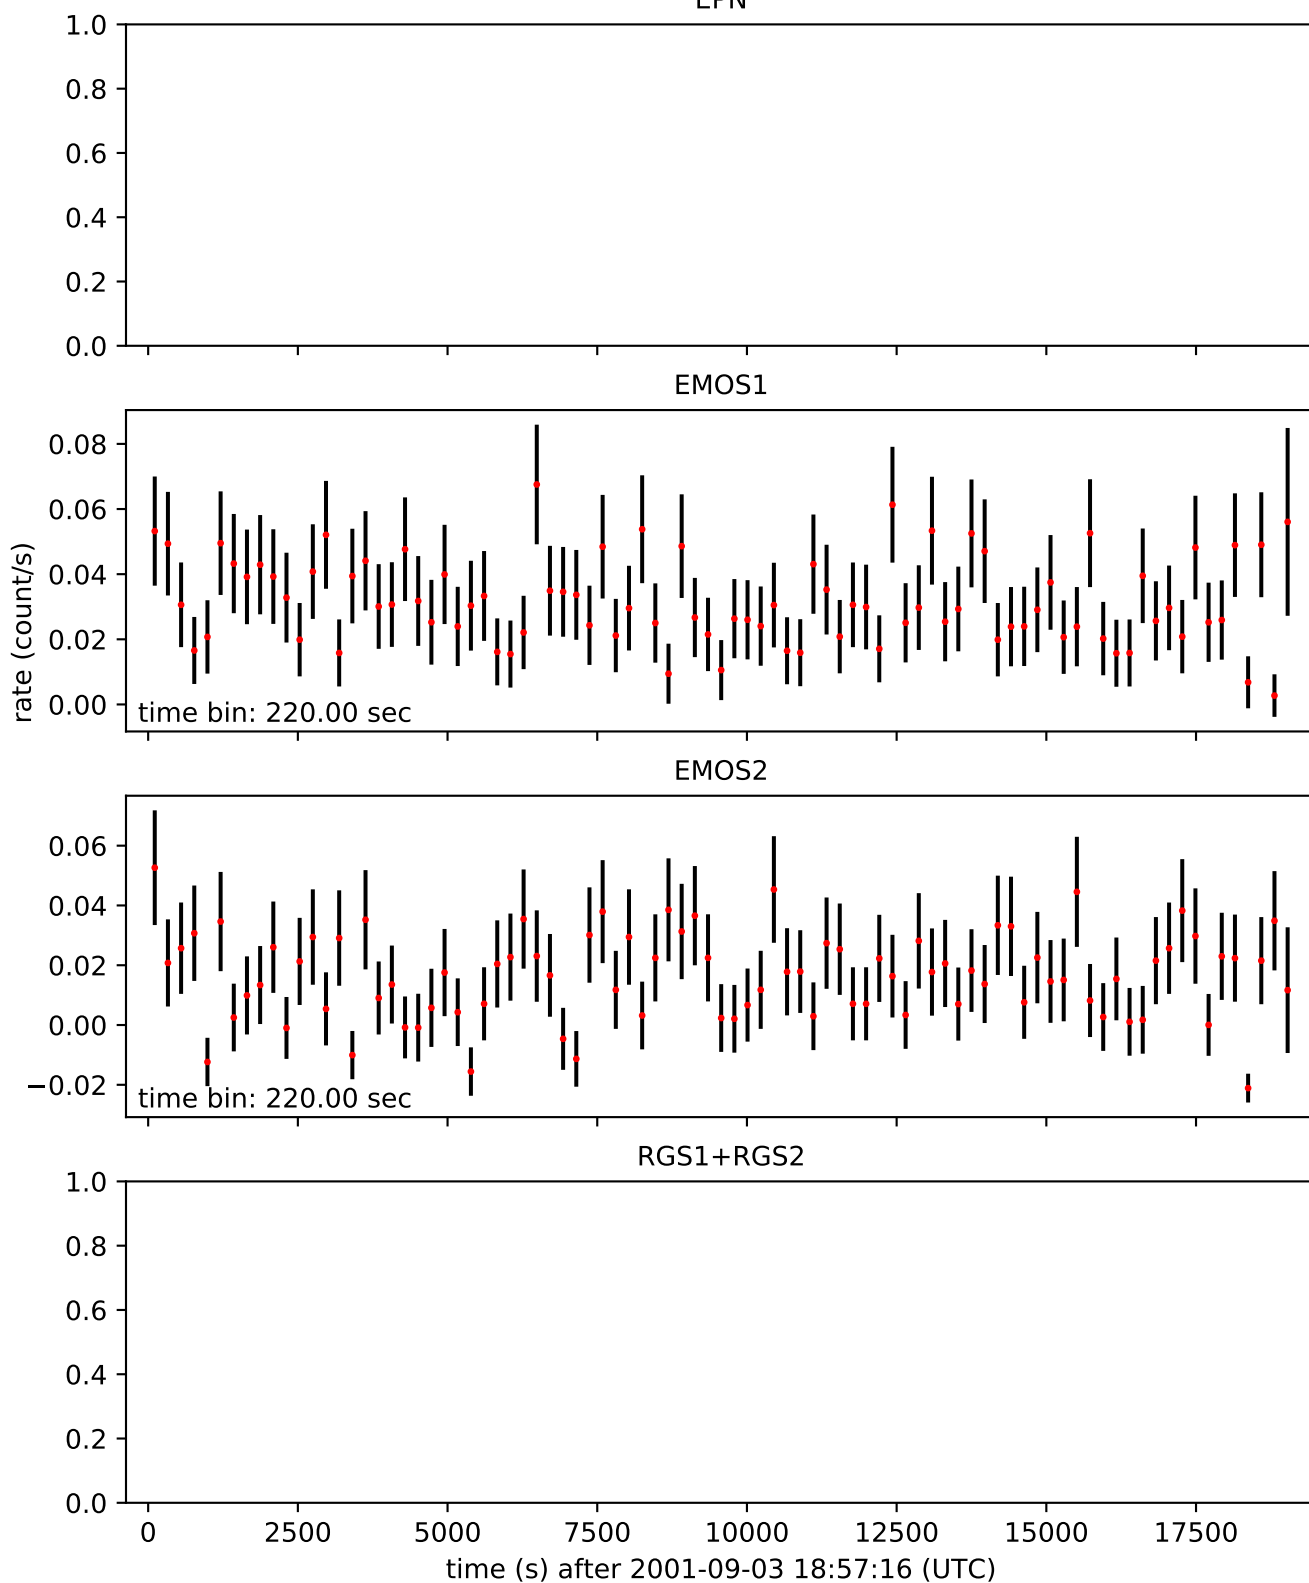 EPN
1.0
0.8
0.6
0.4
0.2
0.0
EMOS1
0.08
0.06
0.04
0.02
0.00
rate (count/s)
time bin: 220.00 sec
EMOS2
0.06
0.04
0.02
0.00
−0.02
time bin: 220.00 sec
RGS1+RGS2
1.0
0.8
0.6
0.4
0.2
0.0
0 2500 5000 7500 10000 12500 15000 17500
time (s) after 2001-09-03 18:57:16 (UTC)